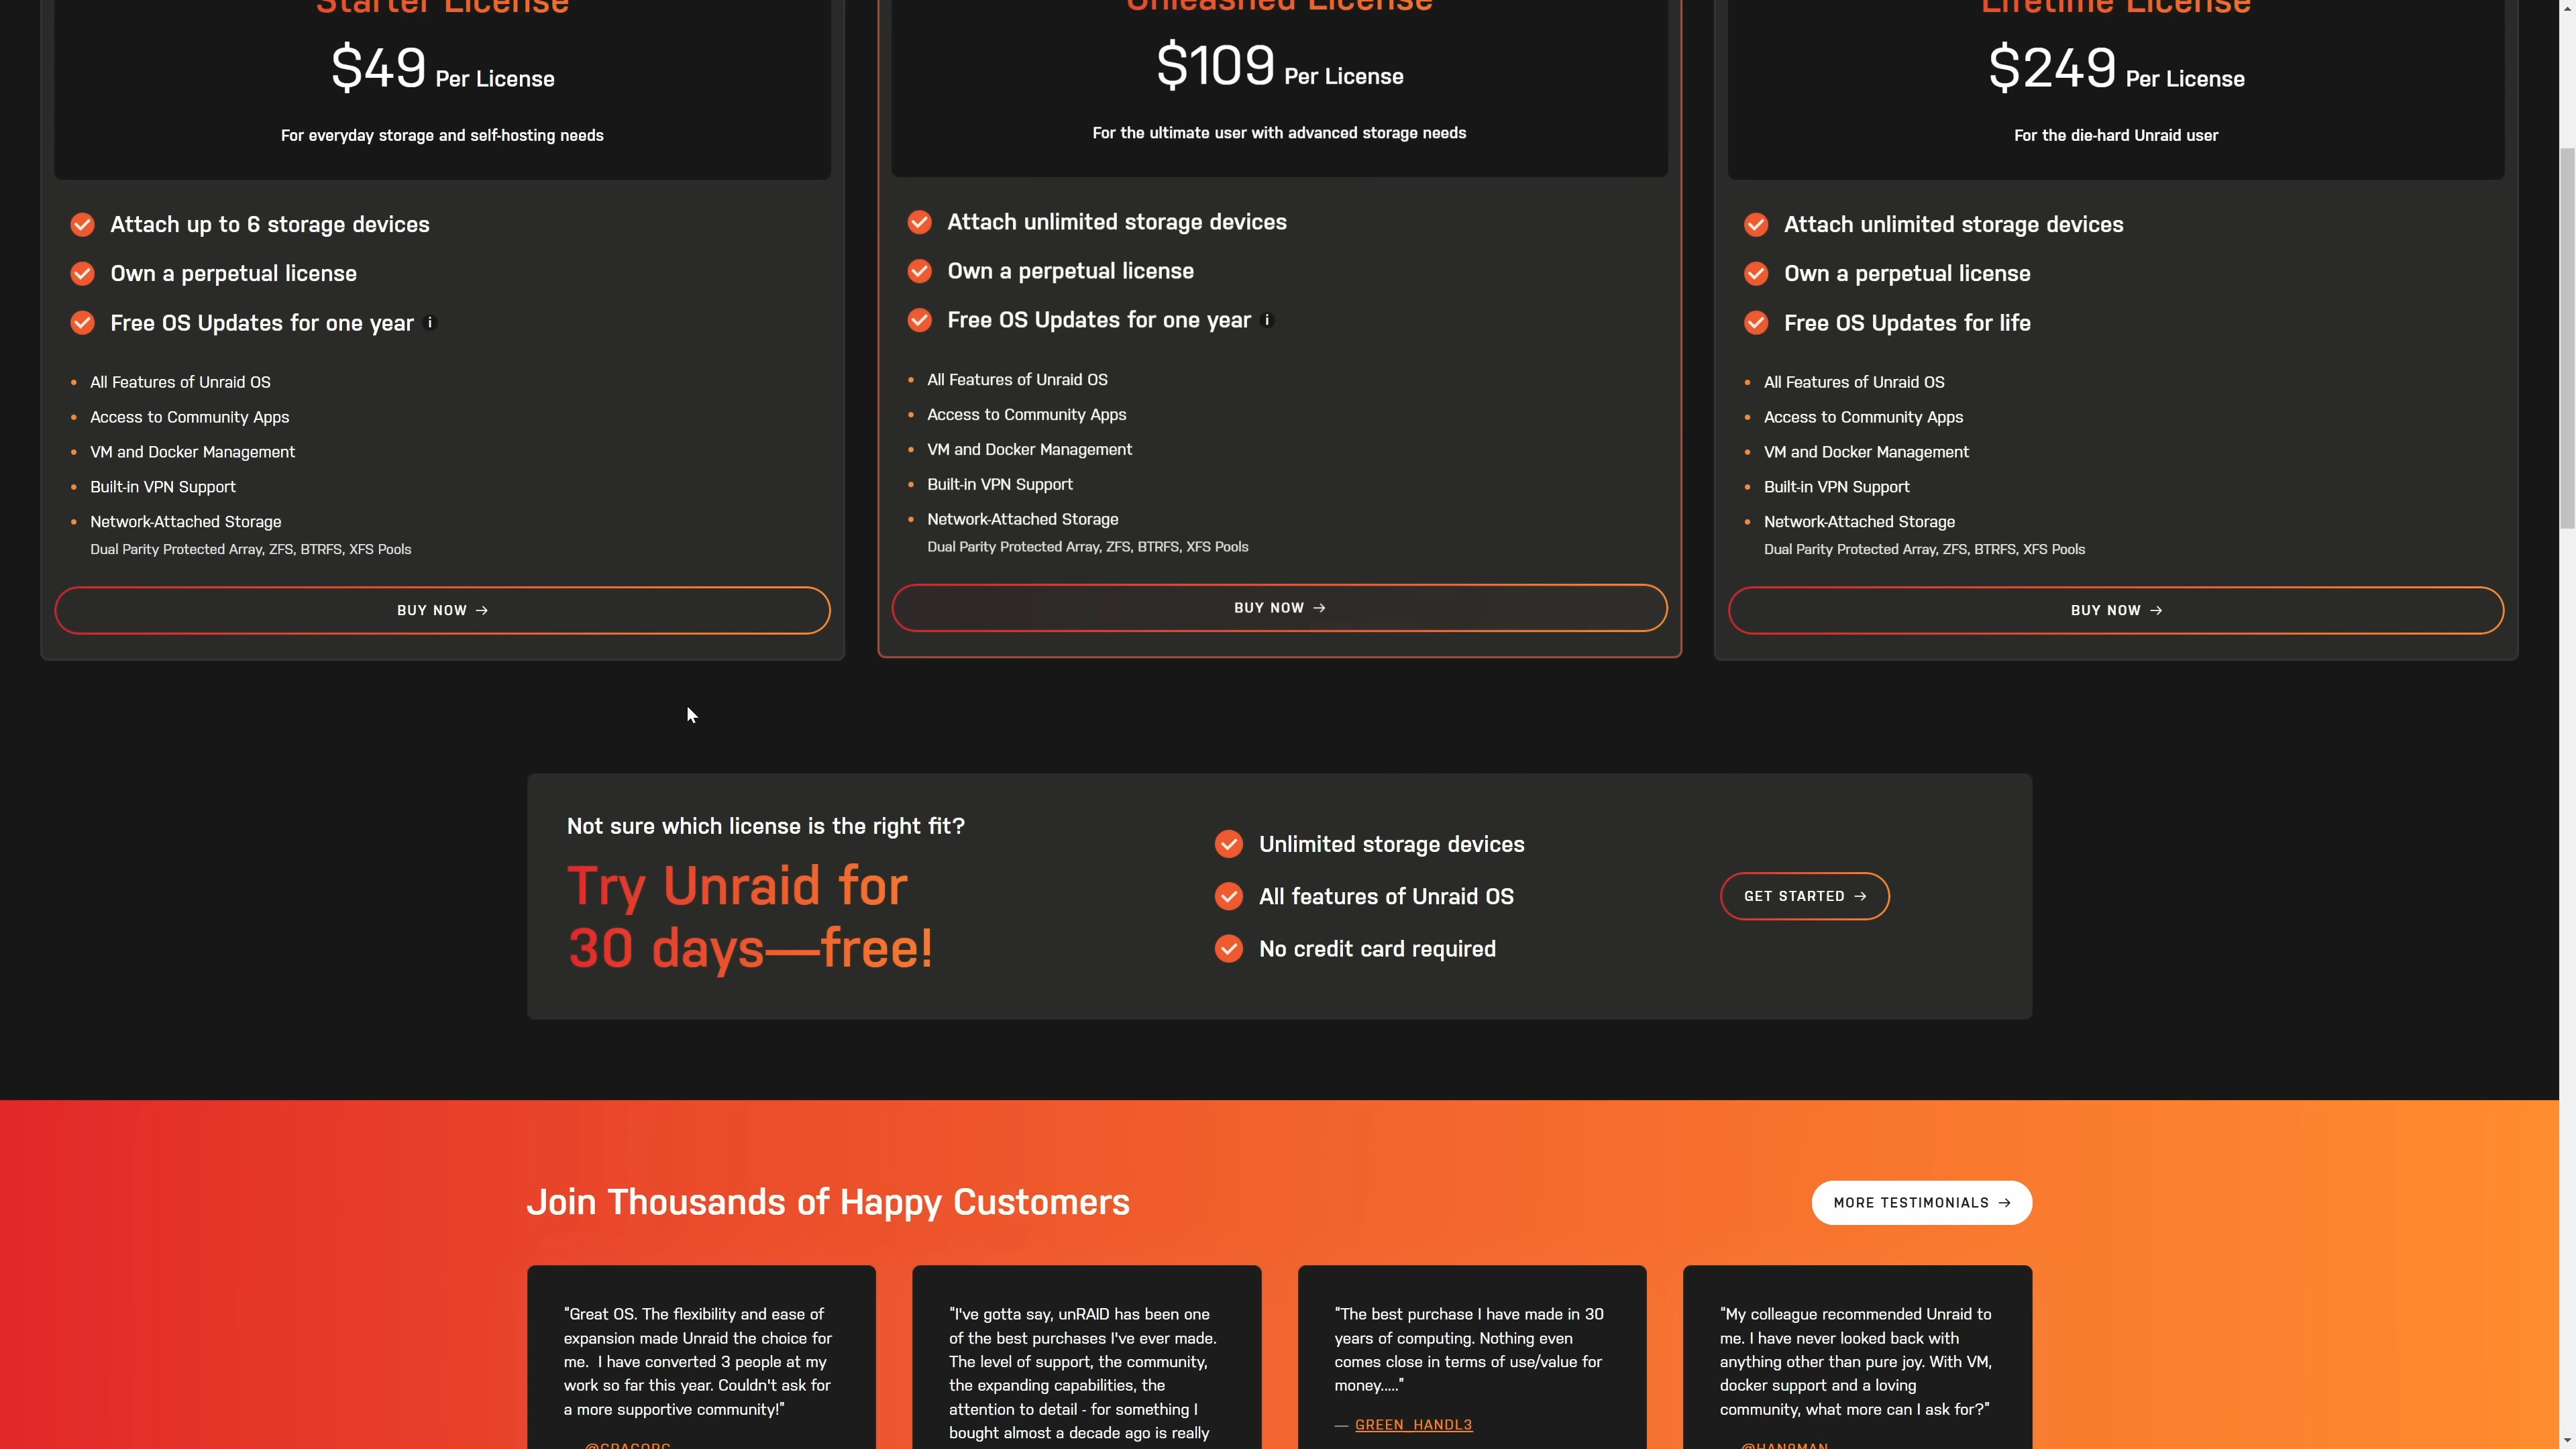 Starter License
$49 Per License
For everyday storage and self-hosting needs
Attach up to 6 storage devices
Own a perpetual license
Free OS Updates for one year i
All Features of Unraid OS
Access to Community Apps
VM and Docker Management
Built-in VPN Support
Network-Attached Storage
Dual Parity Protected Array, ZFS, BTRFS, XFS Pools
BUY NOW →
Unleashed License
$109 Per License
For the ultimate user with advanced storage needs
Attach unlimited storage devices
Own a perpetual license
Free OS Updates for one year i
All Features of Unraid OS
Access to Community Apps
VM and Docker Management
Built-in VPN Support
Network-Attached Storage
Dual Parity Protected Array, ZFS, BTRFS, XFS Pools
BUY NOW →
Lifetime License
$249 Per License
For the die-hard Unraid user
Attach unlimited storage devices
Own a perpetual license
Free OS Updates for life
All Features of Unraid OS
Access to Community Apps
VM and Docker Management
Built-in VPN Support
Network-Attached Storage
Dual Parity Protected Array, ZFS, BTRFS, XFS Pools
BUY NOW →
Not sure which license is the right fit?
Try Unraid for
30 days—free!
Unlimited storage devices
All features of Unraid OS
No credit card required
GET STARTED →
Join Thousands of Happy Customers
MORE TESTIMONIALS →
"Great OS. The flexibility and ease of
expansion made Unraid the choice for
me.  I have converted 3 people at my
work so far this year. Couldn't ask for
a more supportive community!"
"I've gotta say, unRAID has been one
of the best purchases I've ever made.
The level of support, the community,
the expanding capabilities, the
attention to detail - for something I
bought almost a decade ago is really
"The best purchase I have made in 30
years of computing. Nothing even
comes close in terms of use/value for
money....."
— GREEN_HANDL3
"My colleague recommended Unraid to
me. I have never looked back with
anything other than pure joy. With VM,
docker support and a loving
community, what more can I ask for?"